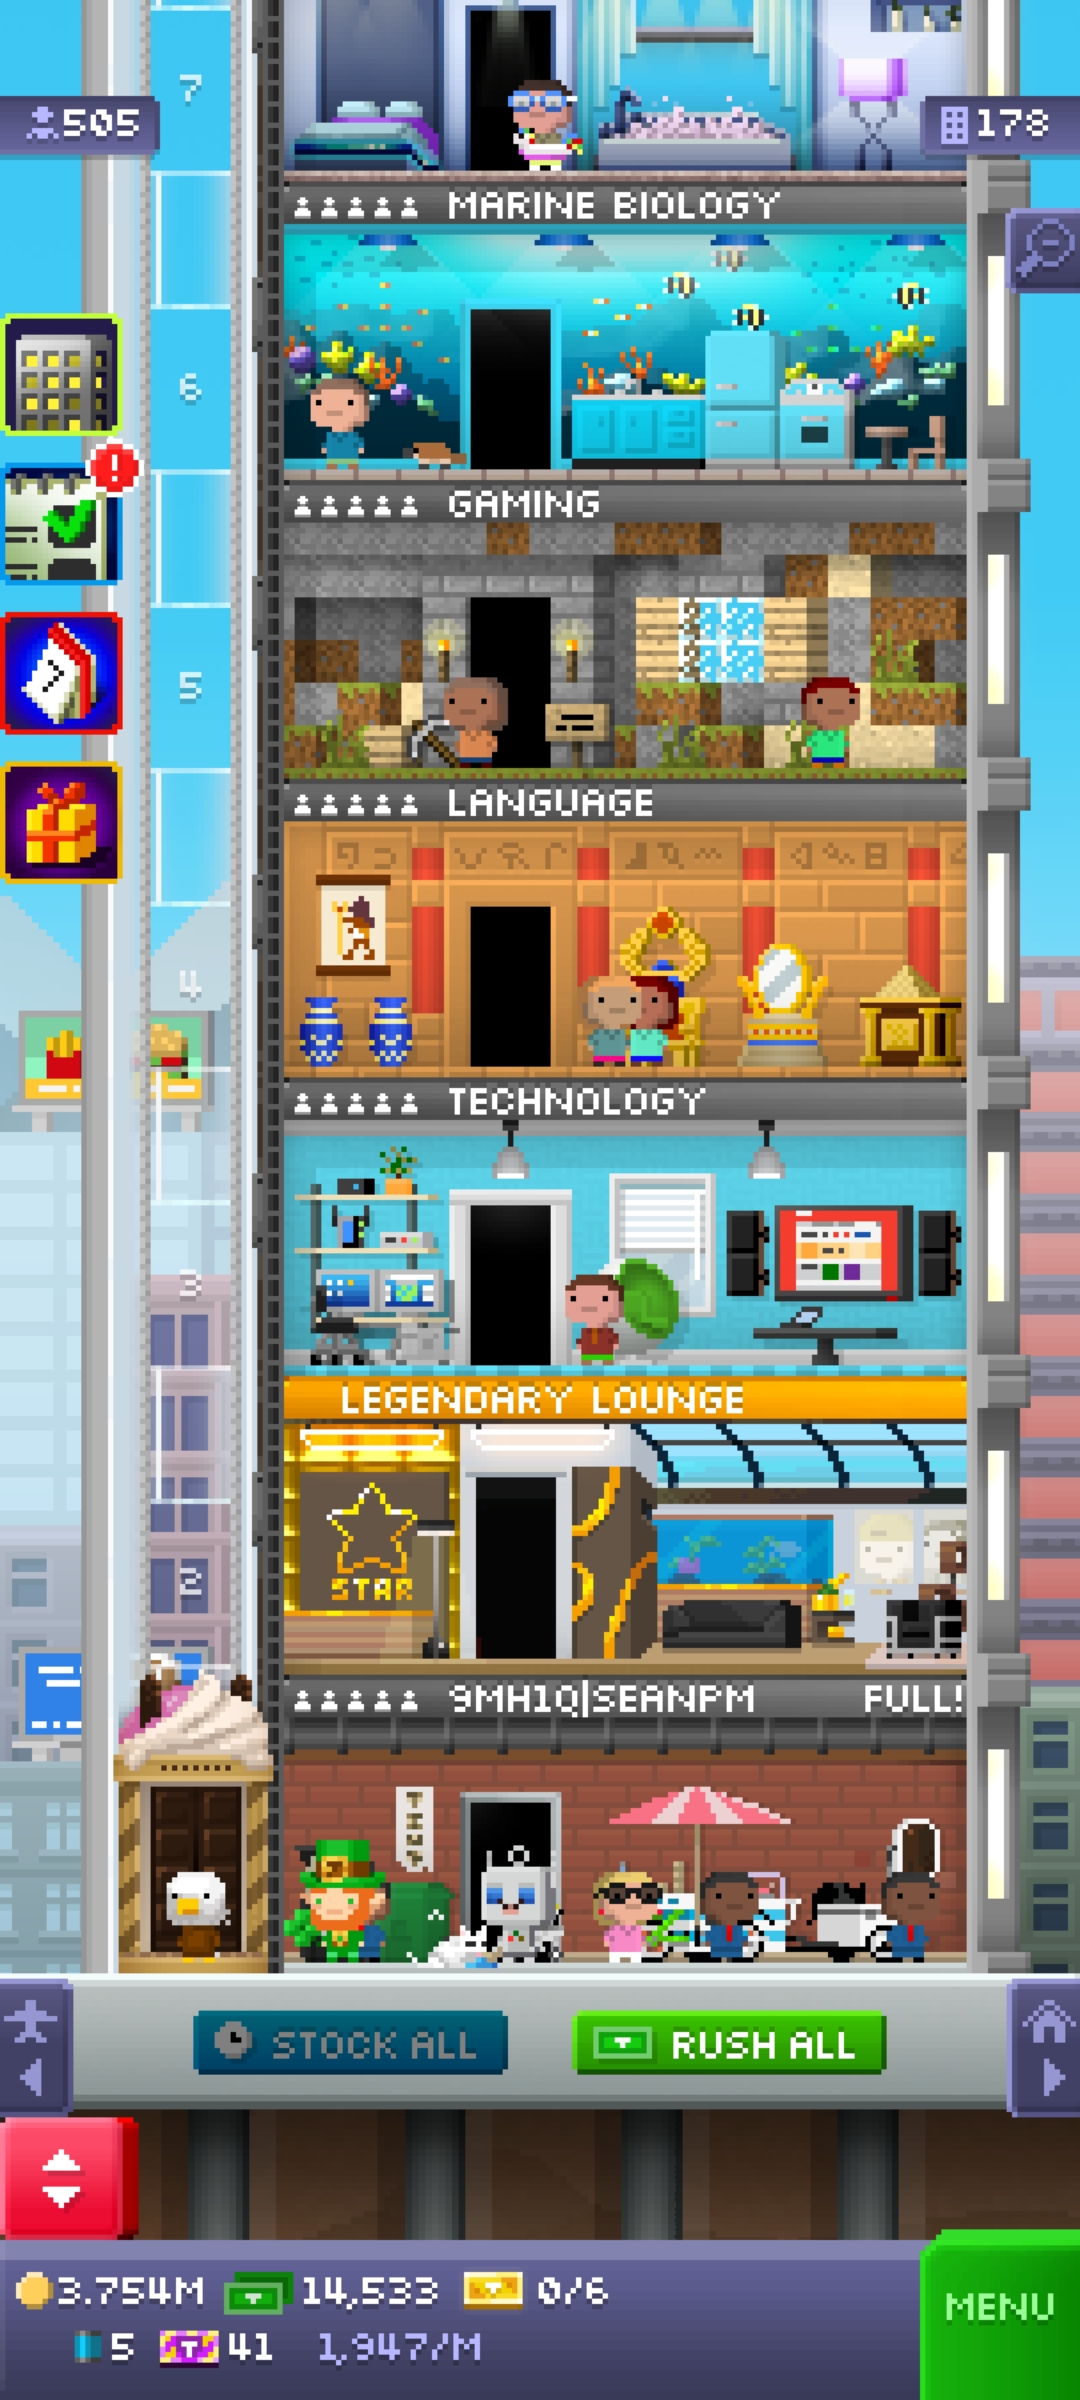 7
505
178
MARINE BIOLOGY
6
GAMING
5
LANGUAGE
4
TECHNOLOGY
3
LEGENDARY LOUNGE
STAR
2
9MH1Q|SEANPM FULL!
STOCK ALL
RUSH ALL
3.754M 14,533 0/6
5 41 1,947/M
MENU